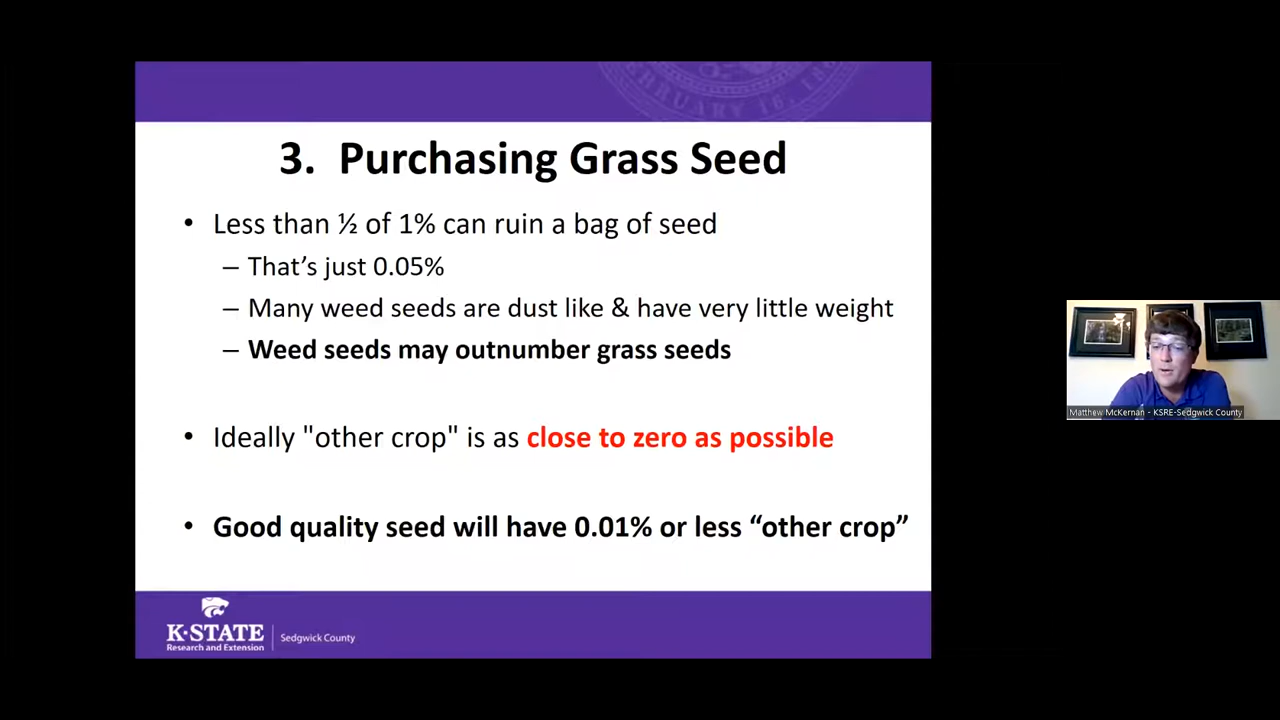 3. Purchasing Grass Seed
• Less than ½ of 1% can ruin a bag of seed
– That's just 0.05%
– Many weed seeds are dust like & have very little weight
– Weed seeds may outnumber grass seeds
• Ideally "other crop" is as close to zero as possible
• Good quality seed will have 0.01% or less “other crop”
K-STATE
Research and Extension
Sedgwick County
Matthew McKernan - KSRE-Sedgwick County